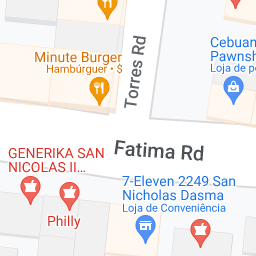 Torres Rd
Minute Burger
Hambúrguer • $
Cebuan
Pawnsh
Loja de pe
Fatima Rd
GENERIKA SAN
NICOLAS II...
Philly
7-Eleven 2249 San
Nicholas Dasma
Loja de Conveniência